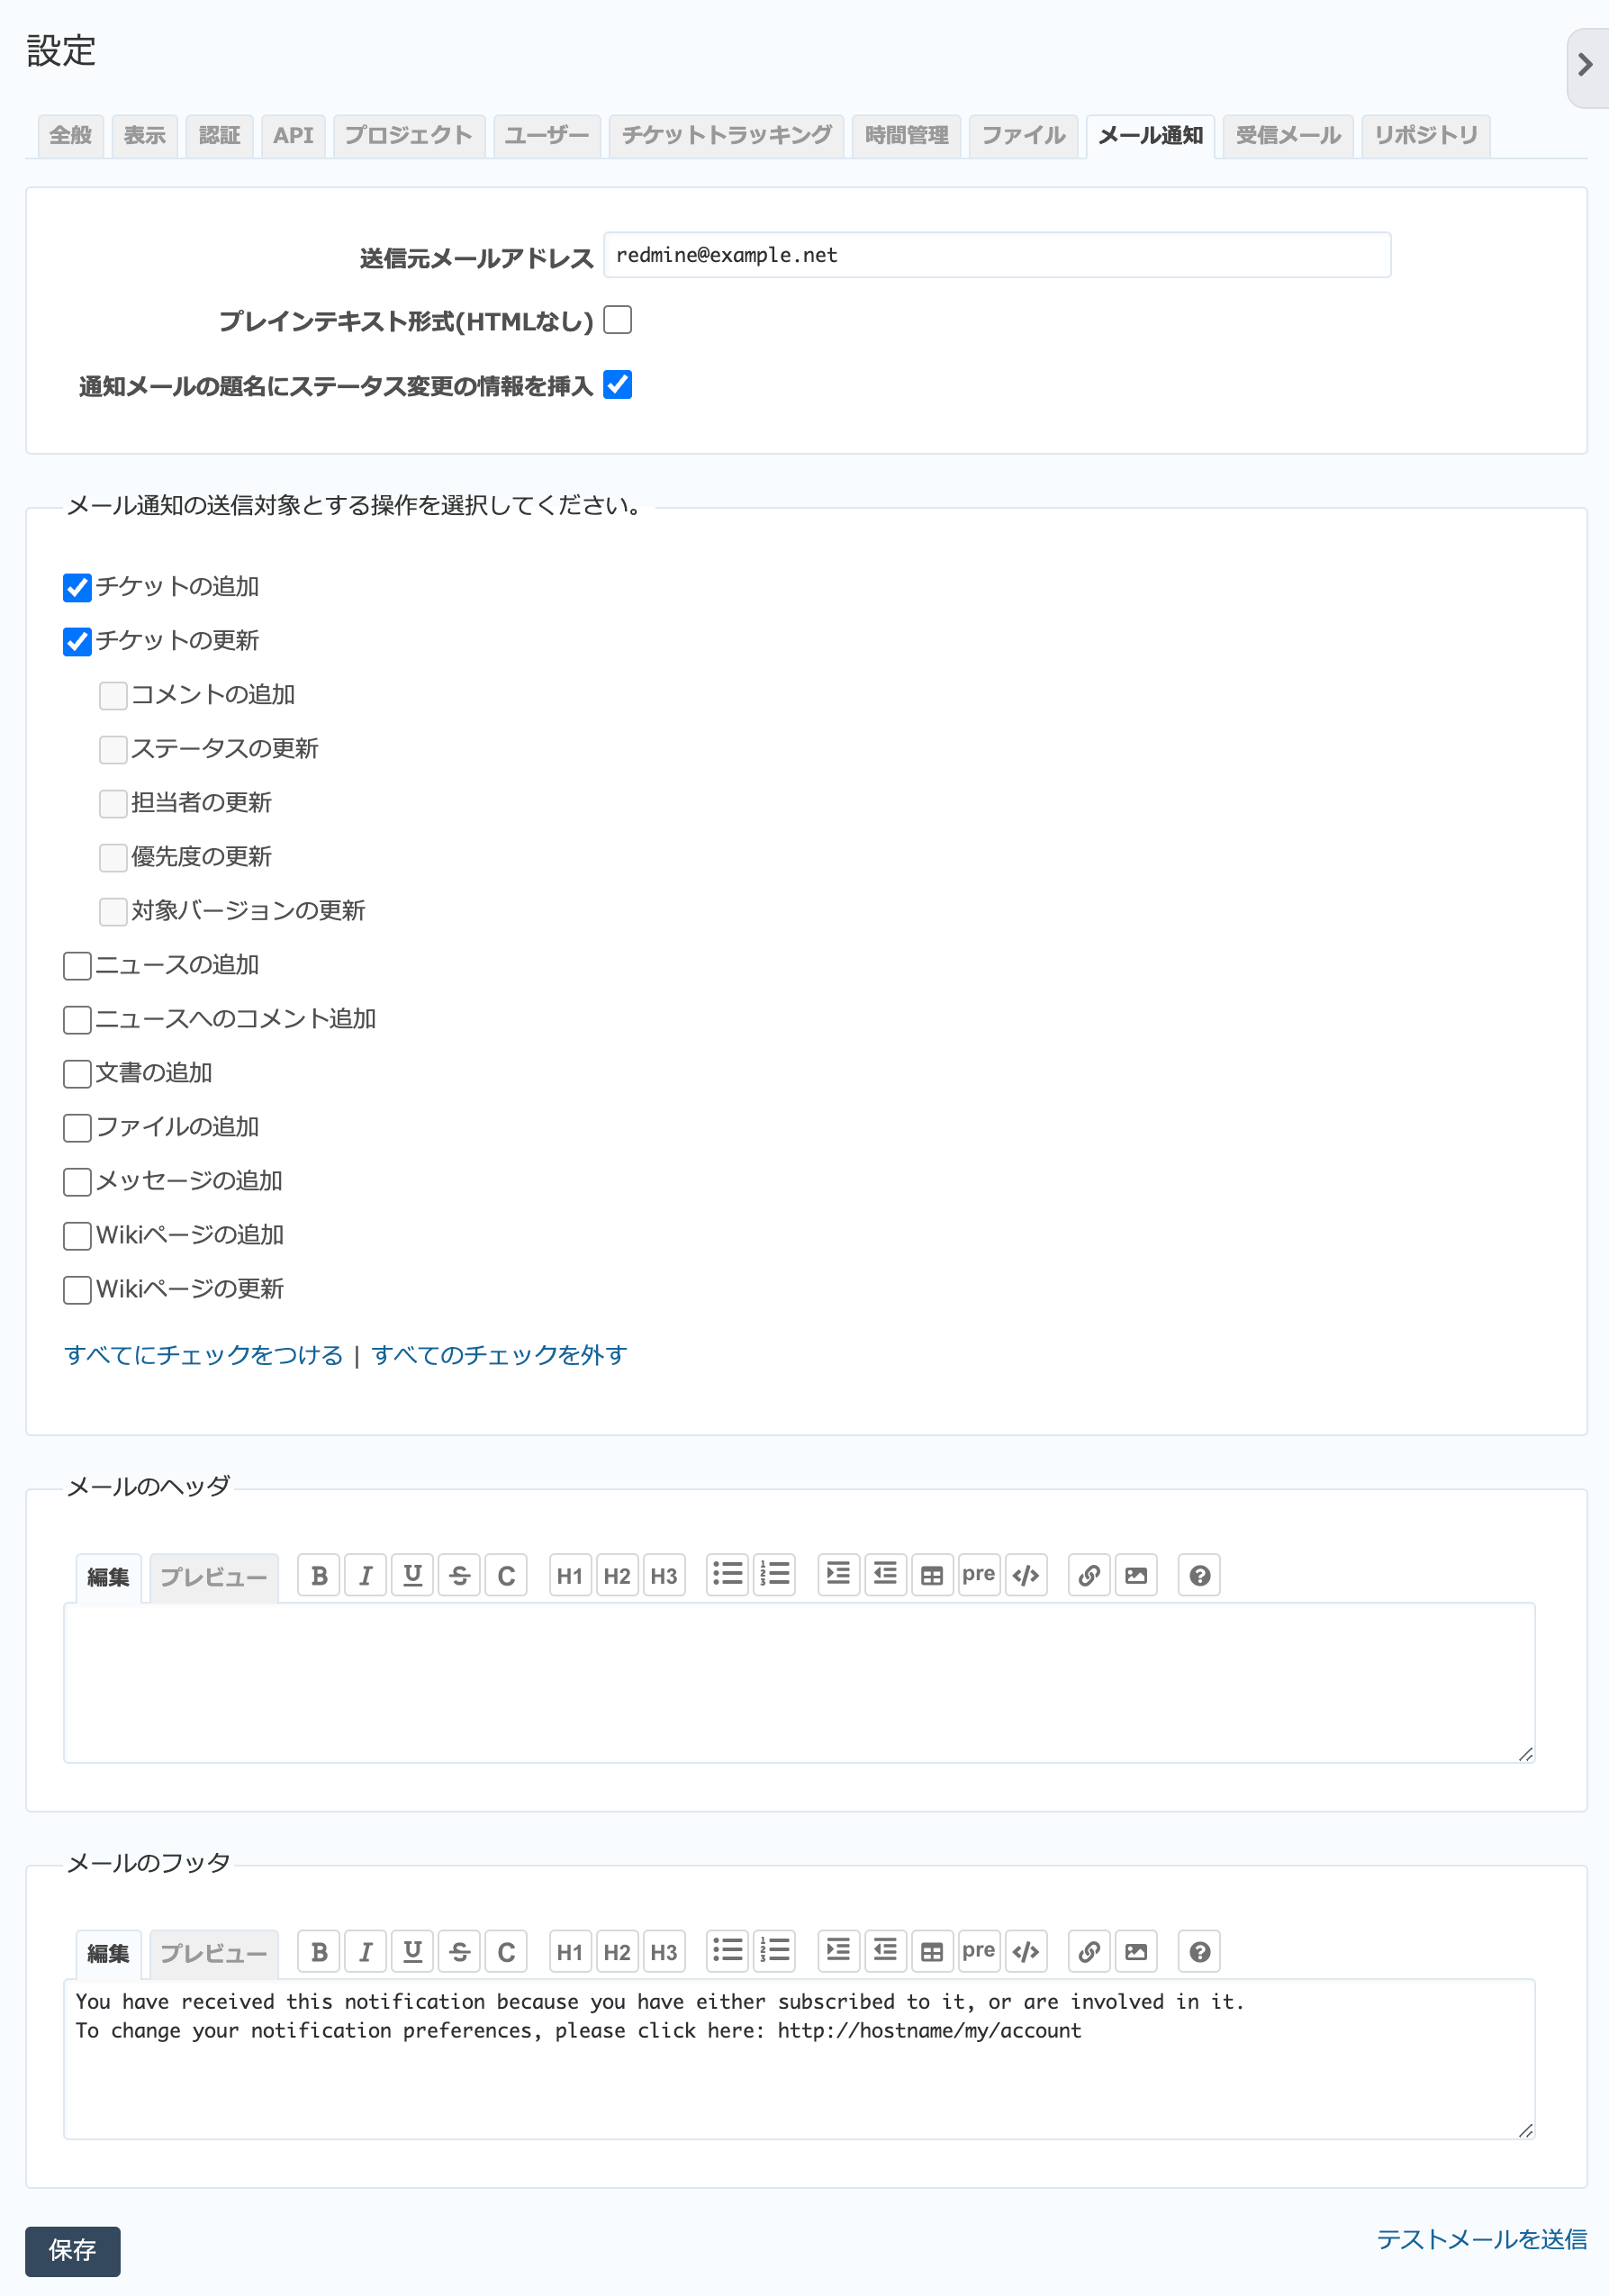 設定
全般 表示 認証 API プロジェクト ユーザー チケットトラッキング 時間管理 ファイル メール通知 受信メール リポジトリ
送信元メールアドレス redmine@example.net
プレインテキスト形式(HTMLなし)
通知メールの題名にステータス変更の情報を挿入
メール通知の送信対象とする操作を選択してください。
チケットの追加
チケットの更新
コメントの追加
ステータスの更新
担当者の更新
優先度の更新
対象バージョンの更新
ニュースの追加
ニュースへのコメント追加
文書の追加
ファイルの追加
メッセージの追加
Wikiページの追加
Wikiページの更新
すべてにチェックをつける | すべてのチェックを外す
メールのヘッダ
編集 プレビュー B I U S C H1 H2 H3 pre </> ?
メールのフッタ
編集 プレビュー B I U S C H1 H2 H3 pre </> ?
You have received this notification because you have either subscribed to it, or are involved in it.
To change your notification preferences, please click here: http://hostname/my/account
テストメールを送信
保存